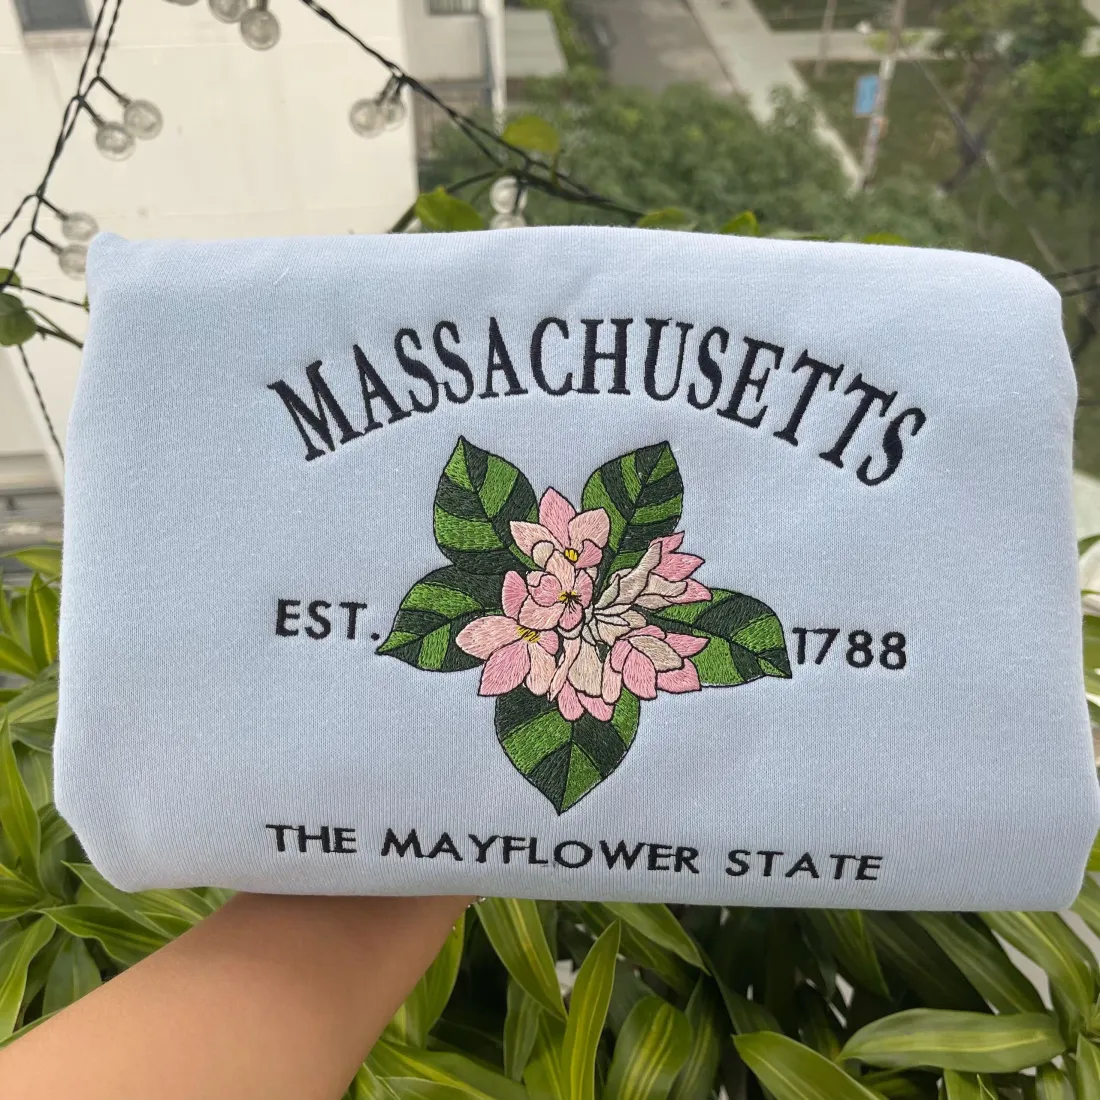 MASSACHUSETTS
EST. 1788
THE MAYFLOWER STATE